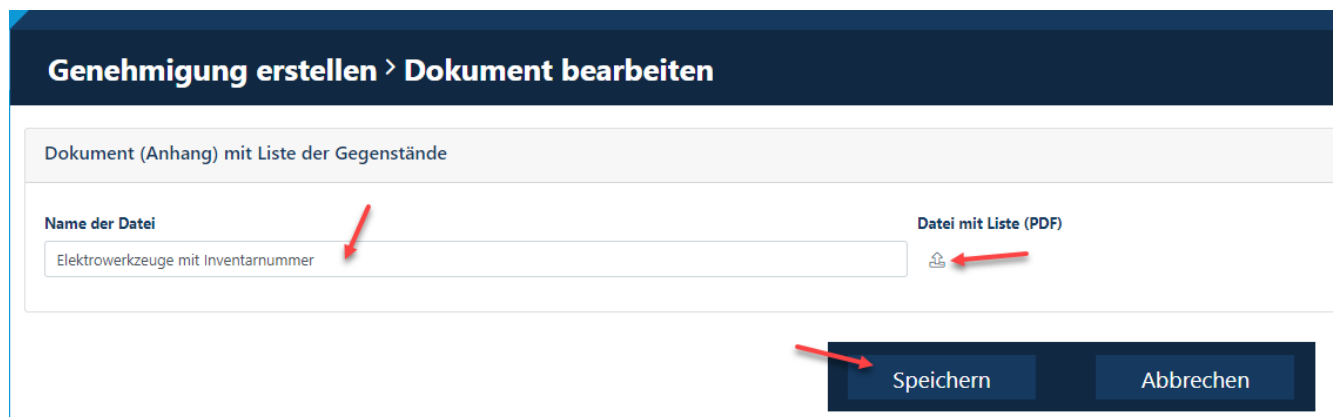 Genehmigung erstellen > Dokument bearbeiten
Dokument (Anhang) mit Liste der Gegenstände
Name der Datei
Datei mit Liste (PDF)
Elektrowerkzeuge mit Inventarnummer
Speichern
Abbrechen